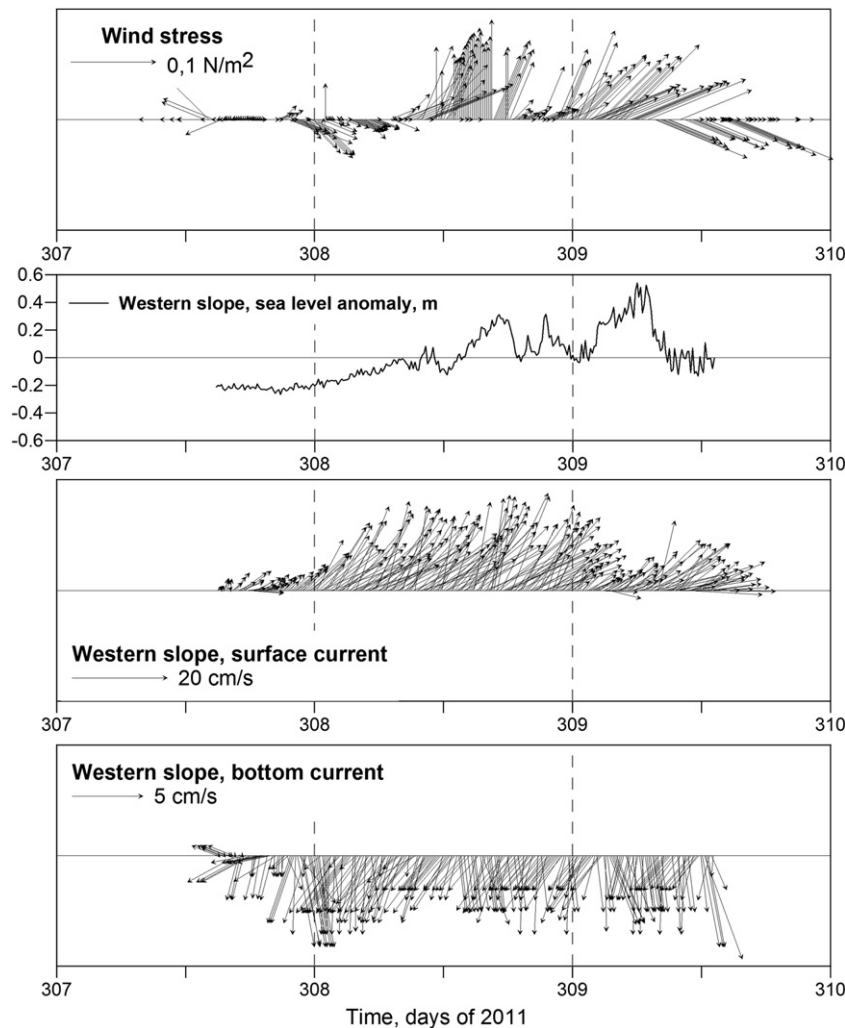 Wind stress
0,1 N/m²
307 308 309 310
0.6
0.4
0.2
0
-0.2
-0.4
-0.6
Western slope, sea level anomaly, m
307 308 309 310
Western slope, surface current
20 cm/s
307 308 309 310
Western slope, bottom current
5 cm/s
307 308 309 310
Time, days of 2011